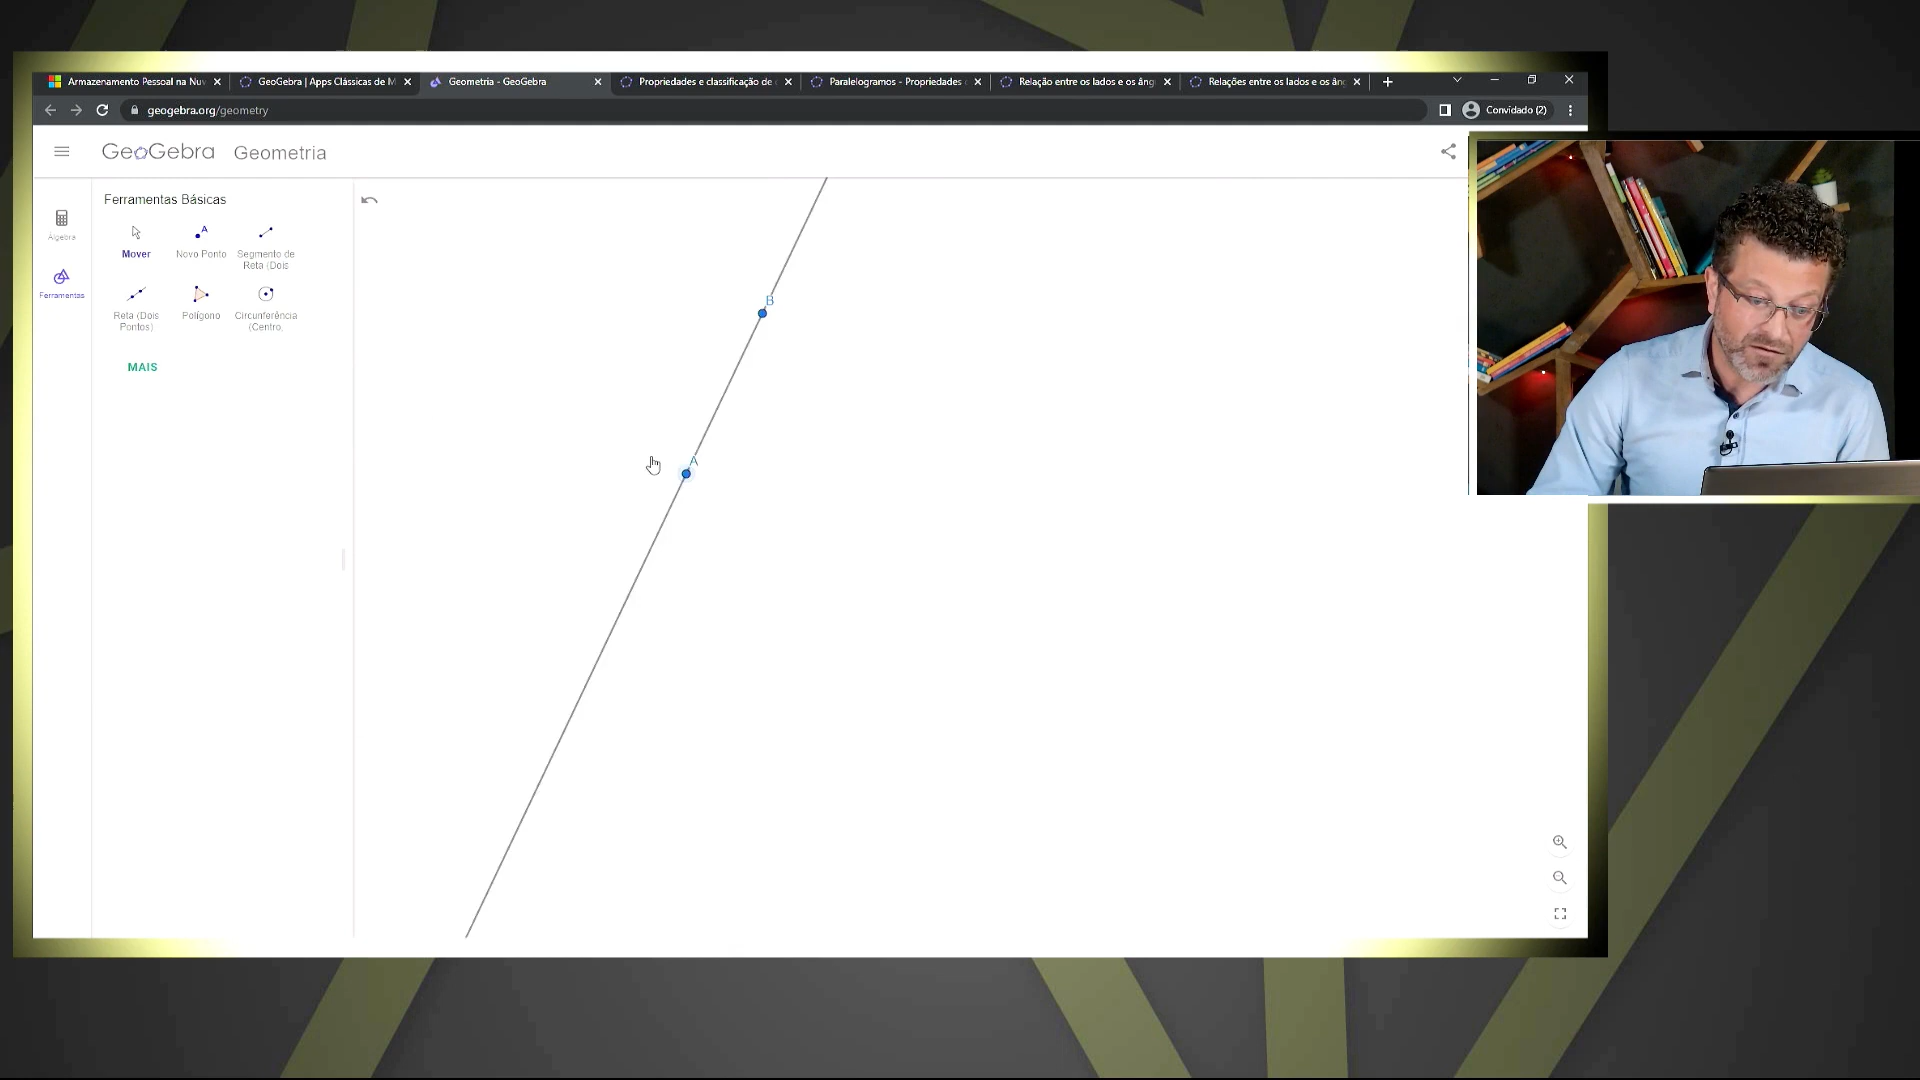 Armazenamento Pessoal na Nuv
GeoGebra | Apps Clássicas de M
Geometria - GeoGebra
Propriedades e classificação de
Paralelogramos - Propriedades
Relação entre os lados e os âng
Relações entre os lados e os âng
geogebra.org/geometry
Convidado (2)
GeoGebra Geometria
Álgebra
Ferramentas
Ferramentas Básicas
Mover
Novo Ponto
Segmento de
Reta (Dois
Reta (Dois
Pontos)
Polígono
Circunferência
(Centro,
MAIS
B
A